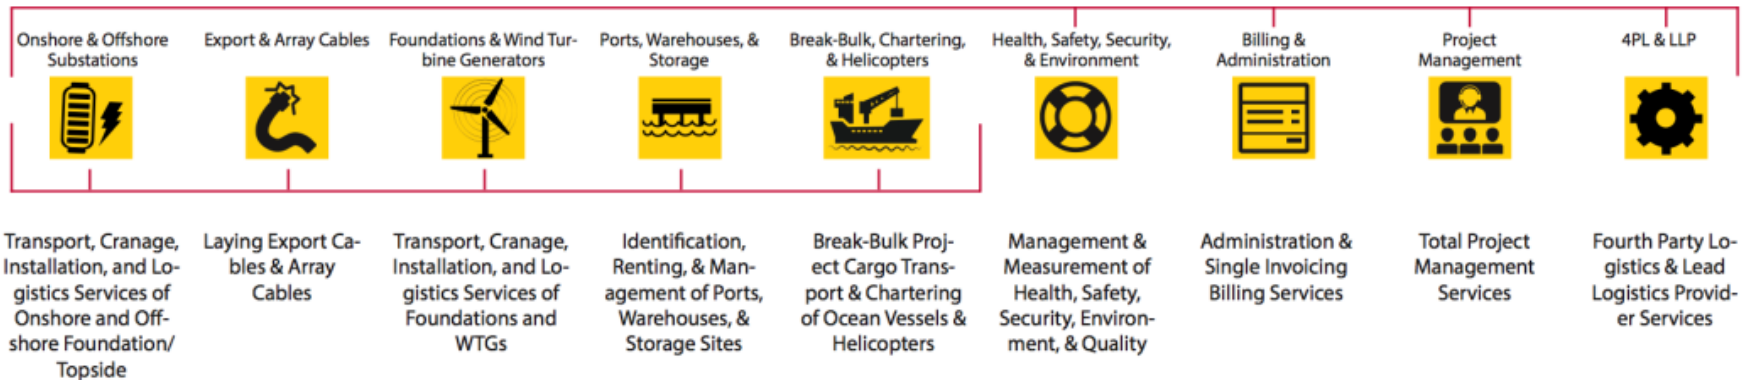 Onshore & Offshore
Substations
Export & Array Cables
Foundations & Wind Tur-
bine Generators
Ports, Warehouses, &
Storage
Break-Bulk, Chartering,
& Helicopters
Health, Safety, Security,
& Environment
Billing &
Administration
Project
Management
4PL & LLP
Transport, Cranage,
Installation, and Lo-
gistics Services of
Onshore and Off-
shore Foundation/
Topside
Laying Export Ca-
bles & Array
Cables
Transport, Cranage,
Installation, and Lo-
gistics Services of
Foundations and
WTGs
Identification,
Renting, & Man-
agement of Ports,
Warehouses, &
Storage Sites
Break-Bulk Proj-
ect Cargo Trans-
port & Chartering
of Ocean Vessels &
Helicopters
Management &
Measurement of
Health, Safety,
Security, Environ-
ment, & Quality
Administration &
Single Invoicing
Billing Services
Total Project
Management
Services
Fourth Party Lo-
gistics & Lead
Logistics Provid-
er Services